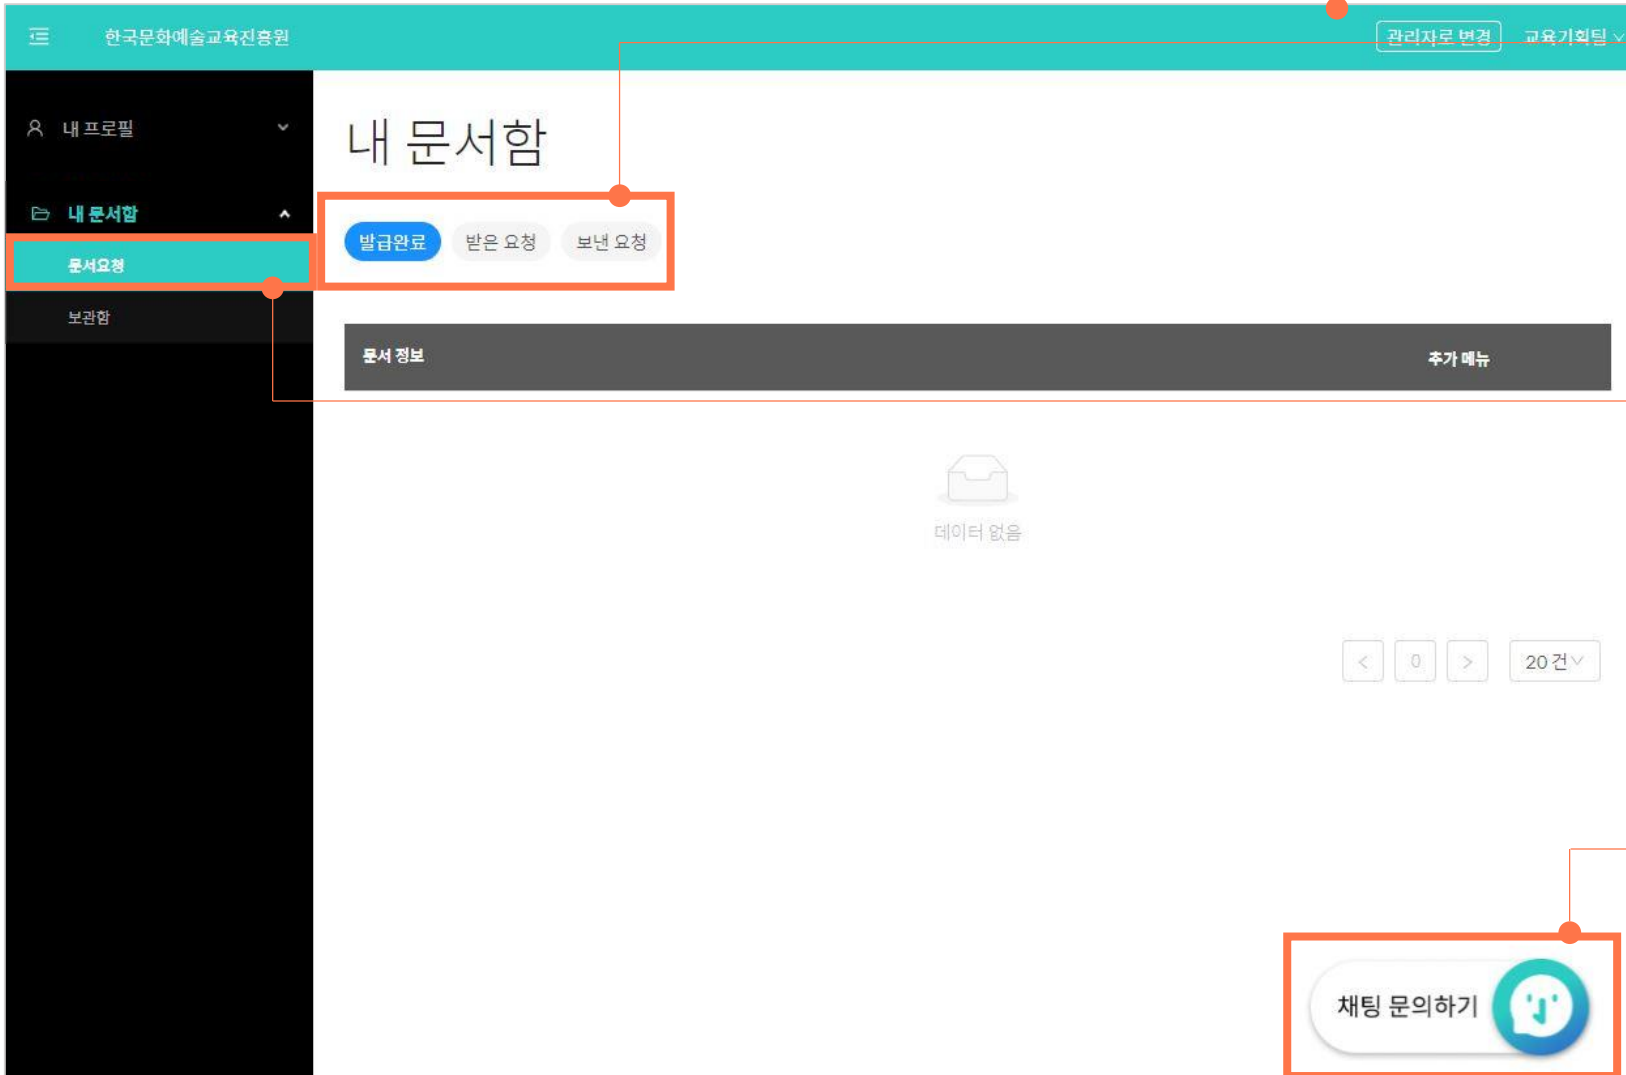 한국문화예술교육진흥원
관리자로 변경
교육기획팀
내 프로필
내 문서함
문서요청
보관함
내 문서함
발급완료 받은 요청 보낸 요청
문서 정보 추가 메뉴
데이터 없음
< 0 > 20 건
채팅 문의하기